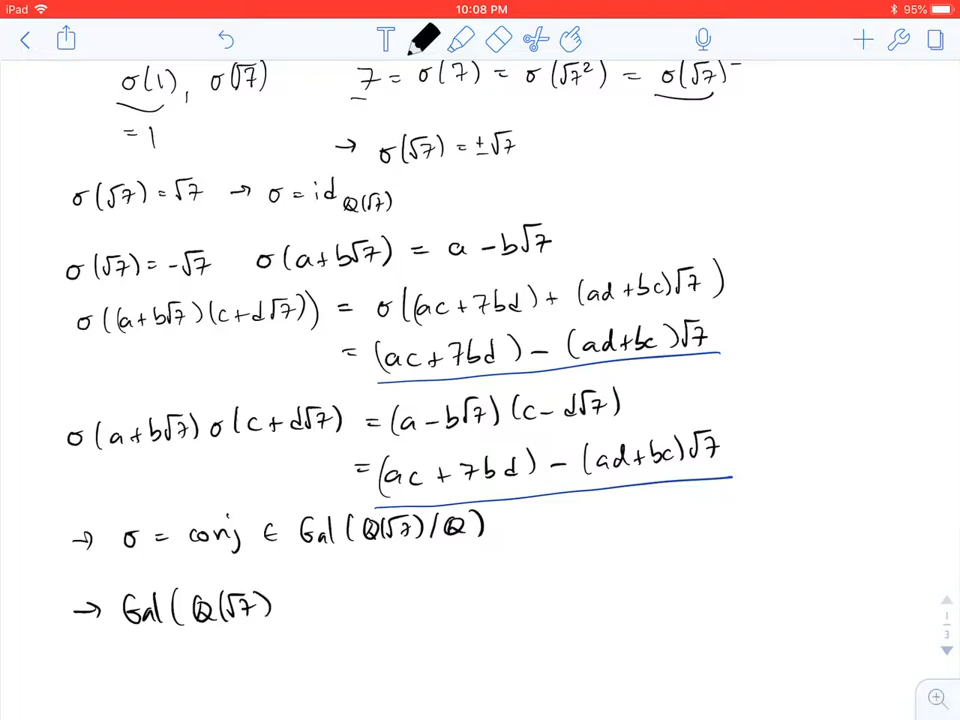 iPad 10:08 PM 95%
σ(1), σ(√7) 7 = σ(7) = σ(√7²) = σ(√7)
= 1
→ σ(√7) = ±√7
σ(√7) = √7 → σ = id_Q(√7)
σ(√7) = -√7 σ(a+b√7) = a - b√7
σ((a+b√7)(c+d√7)) = σ((ac+7bd) + (ad+bc)√7)
= (ac+7bd) - (ad+bc)√7
σ(a+b√7) σ(c+d√7) = (a-b√7)(c-d√7)
= (ac+7bd) - (ad+bc)√7
→ σ = conj ∈ Gal(Q(√7)/Q)
→ Gal(Q(√7)
1
3